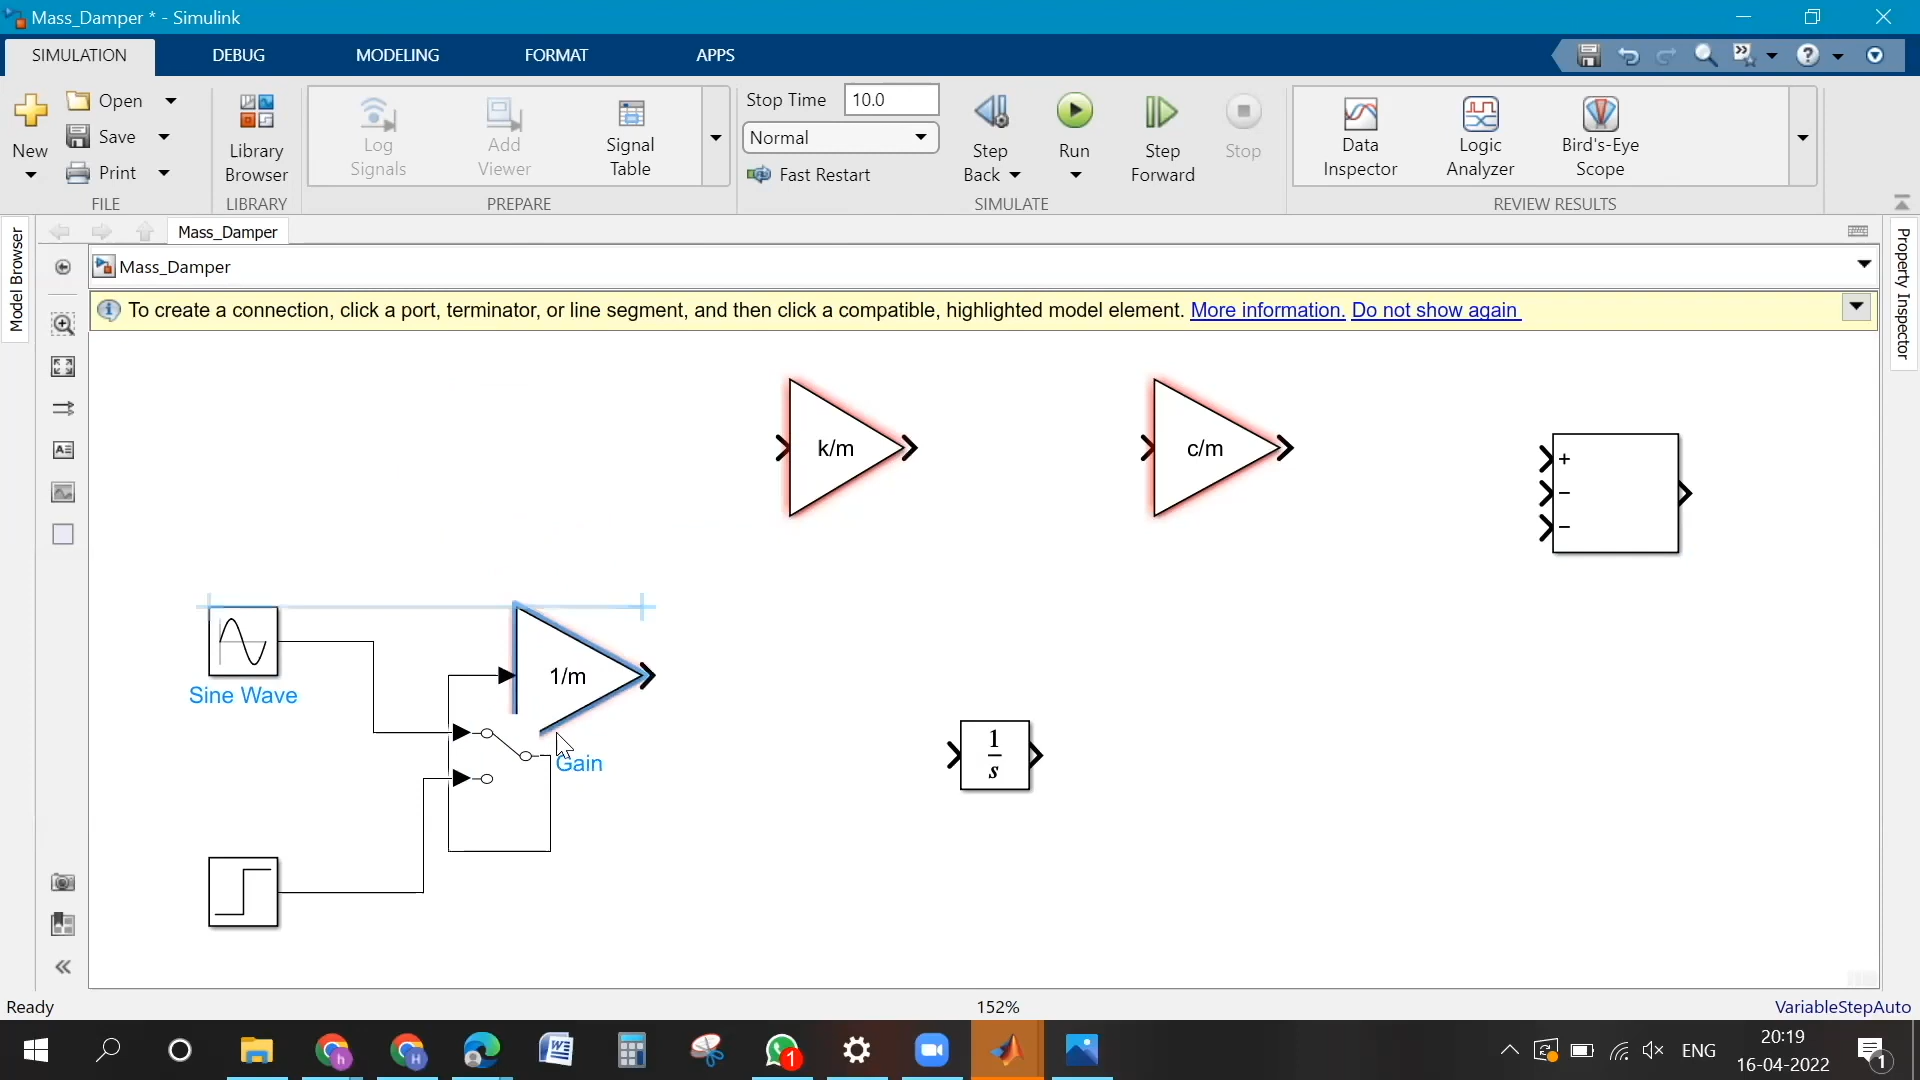 Mass_Damper * - Simulink
SIMULATION
DEBUG
MODELING
FORMAT
APPS
New
Open
Save
Print
FILE
Library
Browser
LIBRARY
Log
Signals
Add
Viewer
Signal
Table
PREPARE
Stop Time
10.0
Normal
Fast Restart
Step
Back
Run
Step
Forward
Stop
SIMULATE
Data
Inspector
Logic
Analyzer
Bird's-Eye
Scope
REVIEW RESULTS
Model Browser
Mass_Damper
Mass_Damper
Property Inspector
To create a connection, click a port, terminator, or line segment, and then click a compatible, highlighted model element. More information. Do not show again
k/m
c/m
+
−
−
1/m
Sine Wave
Gain
1
s
Ready
152%
VariableStepAuto
1
ENG
20:19
16-04-2022
1